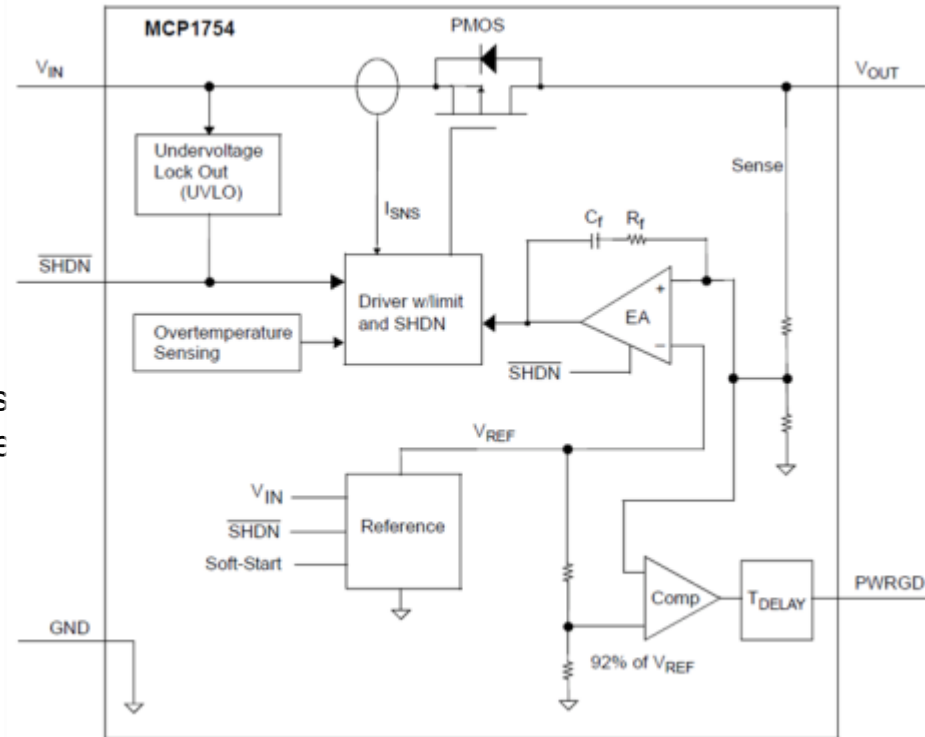 MCP1754
PMOS
VIN
VOUT
Undervoltage
Lock Out
(UVLO)
Sense
ISNS
Cf
Rf
SHDN
Driver w/limit
and SHDN
+
EA
−
Overtemperature
Sensing
SHDN
VREF
VIN
SHDN
Soft-Start
Reference
Comp
TDELAY
PWRGD
GND
92% of VREF